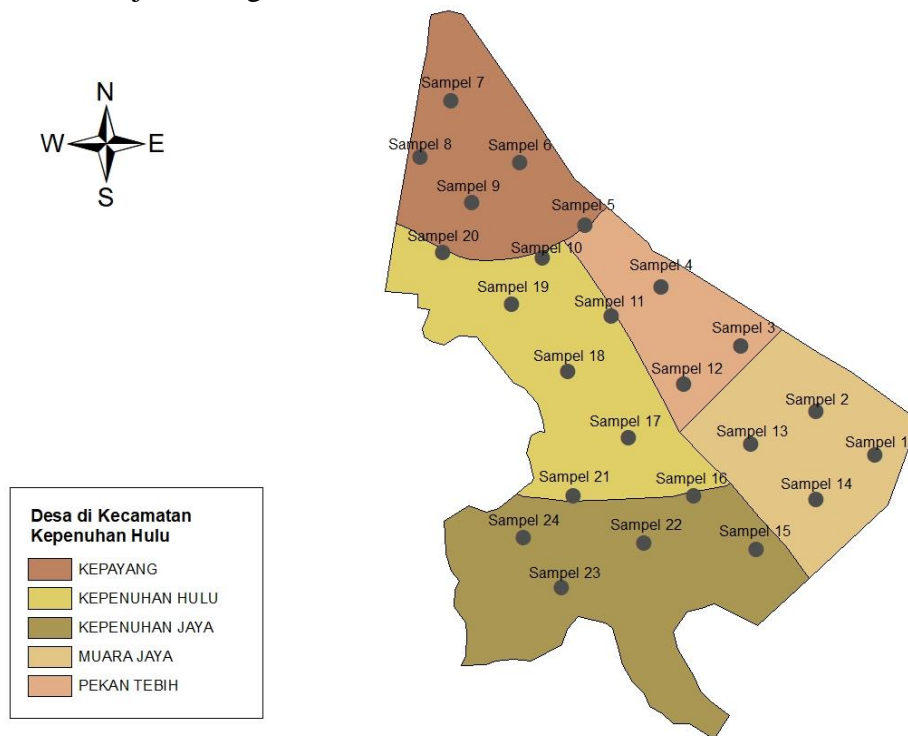 Sampel 7
N
W
E
Sampel 8
Sampel 6
S
Sampel 9
Sampel 5
Sampel 20
Sampel 10
Sampel 4
Sampel 19
Sampel 11
Sampel 3
Sampel 18
Sampel 12
Sampel 2
Sampel 17
Sampel 13
Sampel 1
Sampel 21
Sampel 16
Sampel 14
Sampel 24
Sampel 22
Sampel 15
Sampel 23
Desa di Kecamatan
Kepenuhan Hulu
KEPAYANG
KEPENUHAN HULU
KEPENUHAN JAYA
MUARA JAYA
PEKAN TEBIH